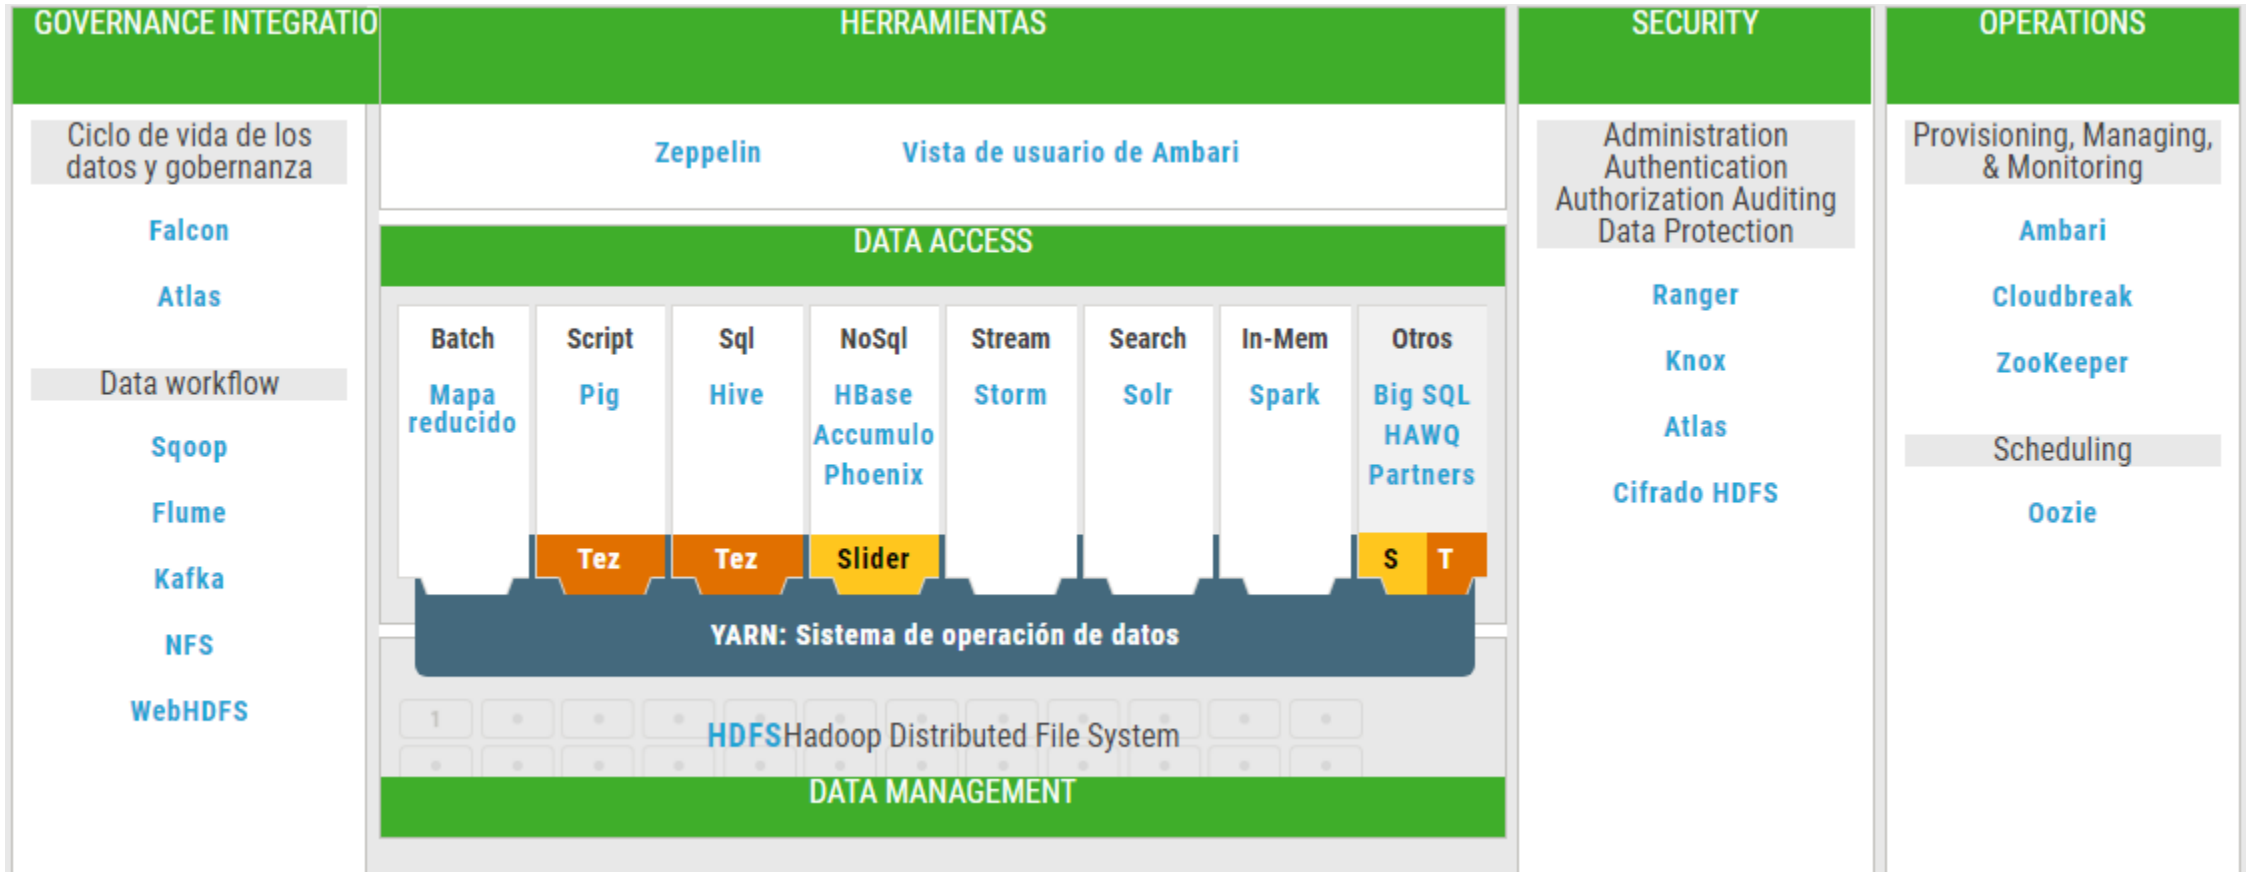 GOVERNANCE INTEGRATIO
Ciclo de vida de los
datos y gobernanza
Falcon
Atlas
Data workflow
Sqoop
Flume
Kafka
NFS
WebHDFS
HERRAMIENTAS
Zeppelin
Vista de usuario de Ambari
DATA ACCESS
Batch
Mapa
reducido
Script
Pig
Tez
Sql
Hive
Tez
NoSql
HBase
Accumulo
Phoenix
Slider
Stream
Storm
Search
Solr
In-Mem
Spark
Otros
Big SQL
HAWQ
Partners
S
T
YARN: Sistema de operación de datos
1
HDFSHadoop Distributed File System
DATA MANAGEMENT
SECURITY
Administration
Authentication
Authorization Auditing
Data Protection
Ranger
Knox
Atlas
Cifrado HDFS
OPERATIONS
Provisioning, Managing,
& Monitoring
Ambari
Cloudbreak
ZooKeeper
Scheduling
Oozie